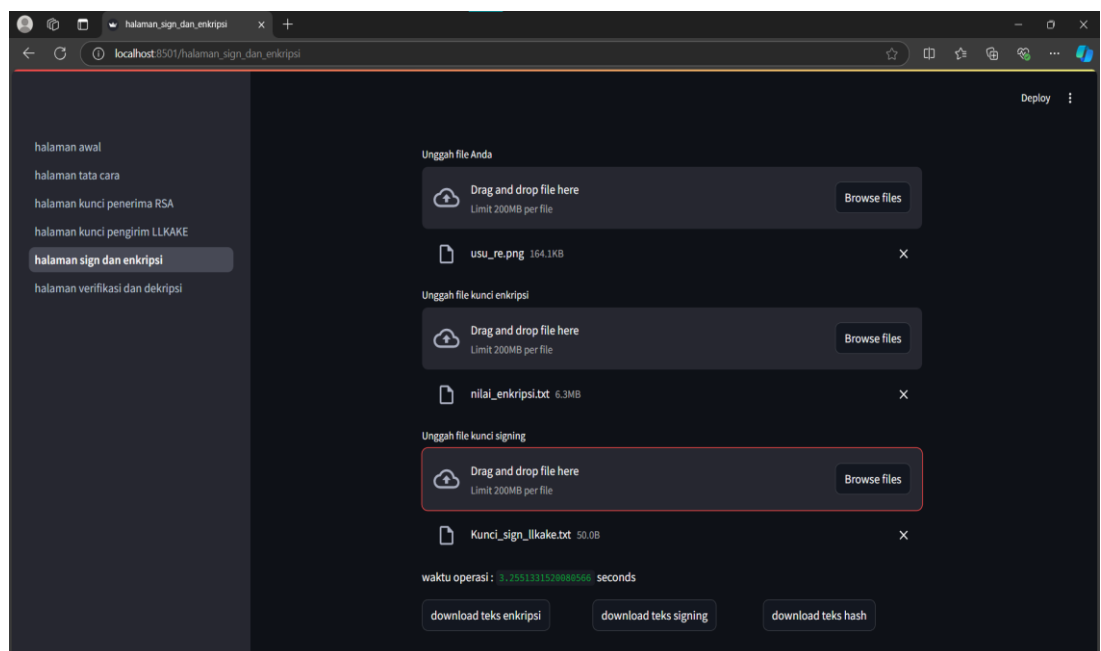 halaman_sign_dan_enkripsi
localhost:8501/halaman_sign_dan_enkripsi
Deploy
halaman awal
halaman tata cara
halaman kunci penerima RSA
halaman kunci pengirim LLKAKE
halaman sign dan enkripsi
halaman verifikasi dan dekripsi
Unggah file Anda
Drag and drop file here
Limit 200MB per file
Browse files
usu_re.png 164.1KB
Unggah file kunci enkripsi
Drag and drop file here
Limit 200MB per file
Browse files
nilai_enkripsi.txt 6.3MB
Unggah file kunci signing
Drag and drop file here
Limit 200MB per file
Browse files
Kunci_sign_llkake.txt 50.0B
waktu operasi : 3.2551331520080566 seconds
download teks enkripsi
download teks signing
download teks hash